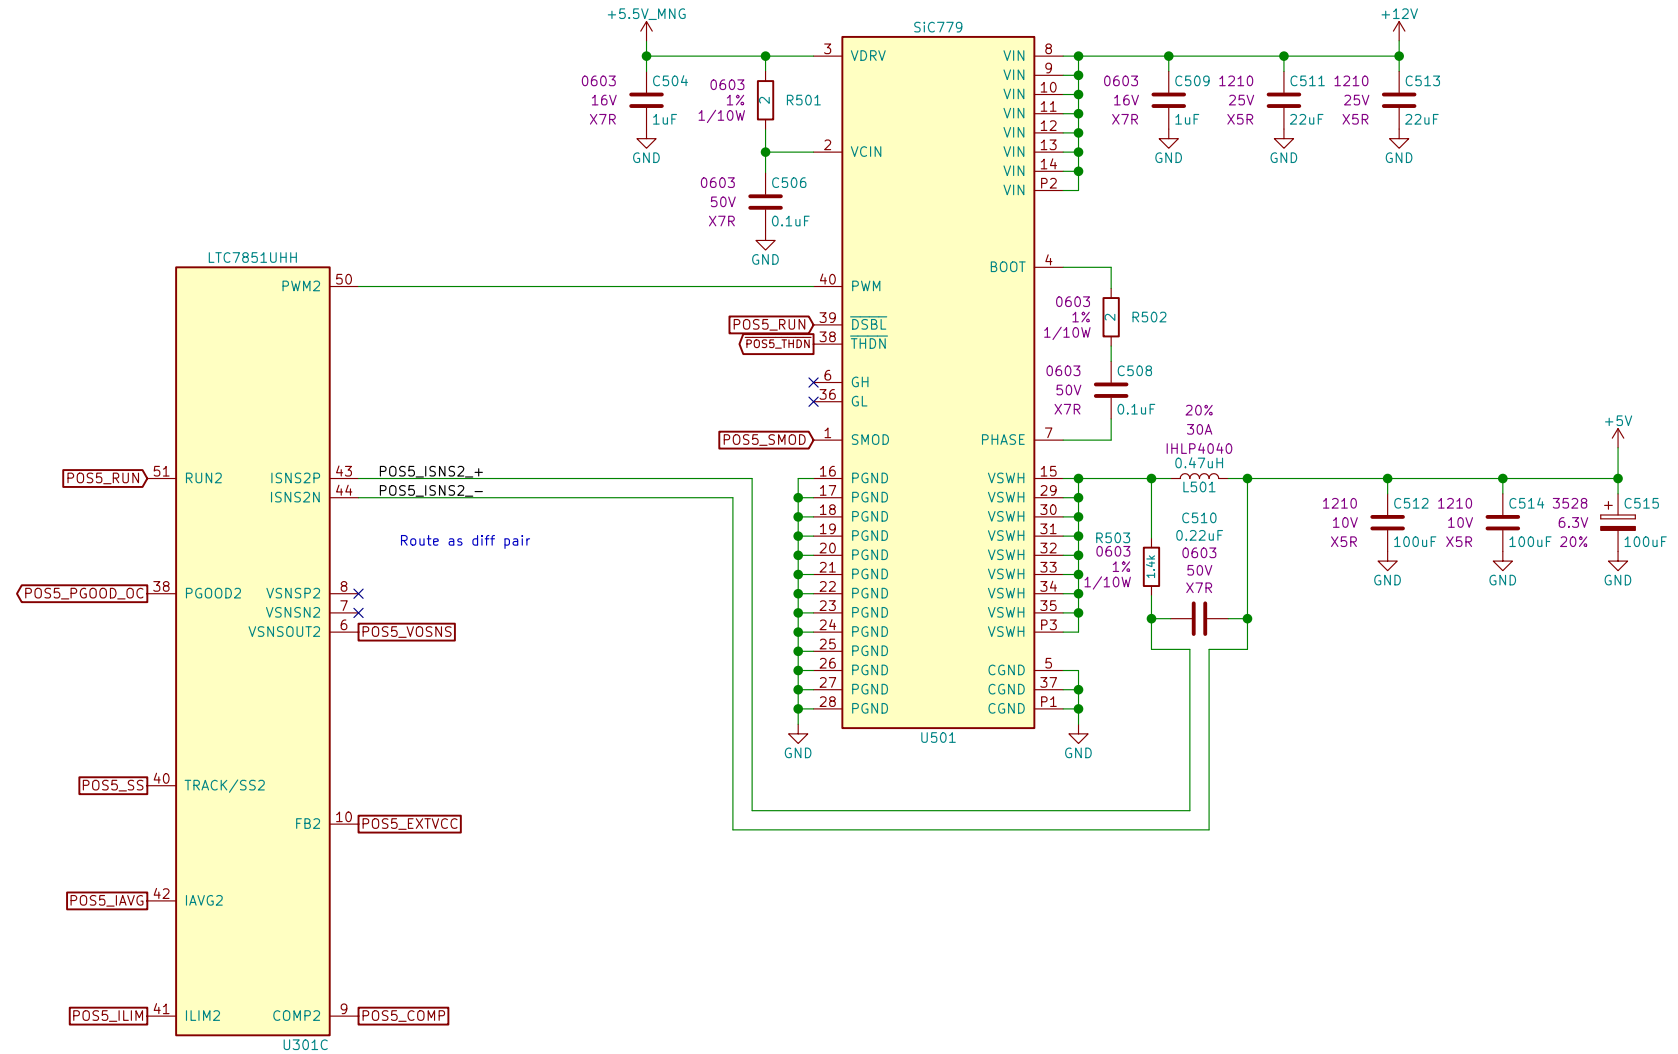 +5.5V_MNG
+12V
SiC779
3 VDRV
VIN 8
VIN 9
VIN 10
VIN 11
VIN 12
VIN 13
VIN 14
VIN P2
2 VCIN
0603
16V
X7R
C504
1uF
GND
0603
1%
1/10W
2
R501
0603
50V
X7R
C506
0.1uF
GND
0603
16V
X7R
C509
1uF
GND
1210
25V
X5R
C511
22uF
GND
1210
25V
X5R
C513
22uF
GND
LTC7851UHH
PWM2 50
40 PWM
POS5_RUN 39 DSBL
POS5_THDN 38 THDN
6 GH
36 GL
POS5_SMOD 1 SMOD
BOOT 4
0603
1%
1/10W
2
R502
0603
50V
X7R
C508
0.1uF
PHASE 7
20%
30A
IHLP4040
0.47uH
L501
+5V
POS5_RUN 51 RUN2
ISNS2P 43 POS5_ISNS2_+
ISNS2N 44 POS5_ISNS2_-
Route as diff pair
16 PGND
17 PGND
18 PGND
19 PGND
20 PGND
21 PGND
22 PGND
23 PGND
24 PGND
25 PGND
26 PGND
27 PGND
28 PGND
GND
VSWH 15
VSWH 29
VSWH 30
VSWH 31
VSWH 32
VSWH 33
VSWH 34
VSWH 35
VSWH P3
CGND 5
CGND 37
CGND P1
GND
U501
R503
0603
1%
1/10W
1.4k
C510
0.22uF
0603
50V
X7R
1210
10V
X5R
C512
100uF
GND
1210
10V
X5R
C514
100uF
GND
3528
6.3V
20%
+
C515
100uF
GND
POS5_PGOOD_OC 38 PGOOD2
VSNSP2 8
VSNSN2 7
VSNSOUT2 6 POS5_VOSNS
POS5_SS 40 TRACK/SS2
FB2 10 POS5_EXTVCC
POS5_IAVG 42 IAVG2
POS5_ILIM 41 ILIM2
COMP2 9 POS5_COMP
U301C